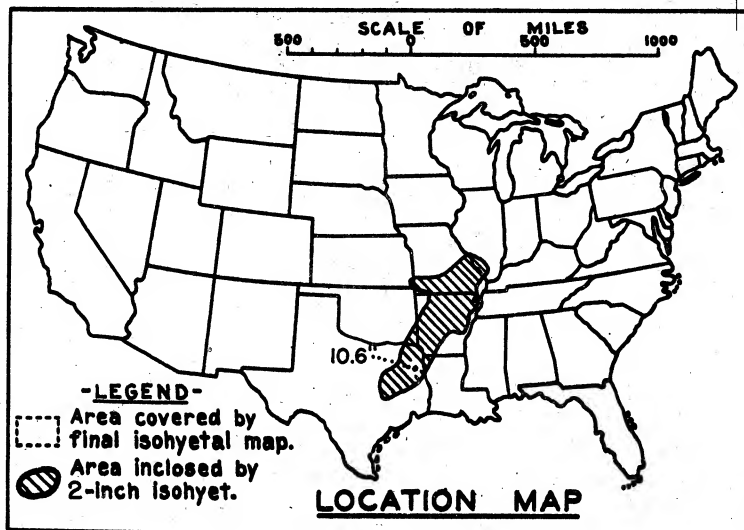 SCALE OF MILES
500 0 500 1000
10.6"
-LEGEND-
Area covered by
final isohyetal map.
Area inclosed by
2-inch isohyet.
LOCATION MAP